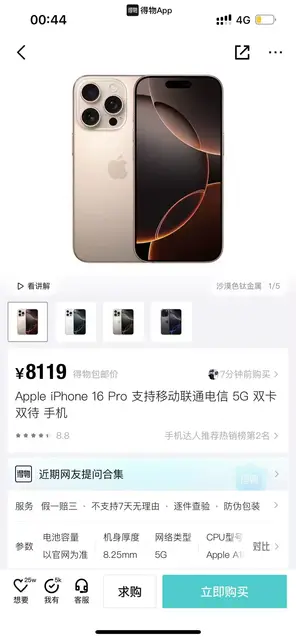 得物 得物App
00:44
4G
看讲解
沙漠色钛金属 1/5
¥8119 得物包邮价
7分钟前购买
Apple iPhone 16 Pro 支持移动联通电信 5G 双卡
双待 手机
8.8
手机达人推荐热销榜第2名
得物 近期网友提问合集
服务 假一赔三 · 不支持7天无理由 · 逐件查验 · 防伪包装
参数
电池容量 机身厚度 网络类型 CPU型号
以官网为准 8.25mm 5G Apple A1
对比
25w 5k
想要 我有 客服
求购
立即购买